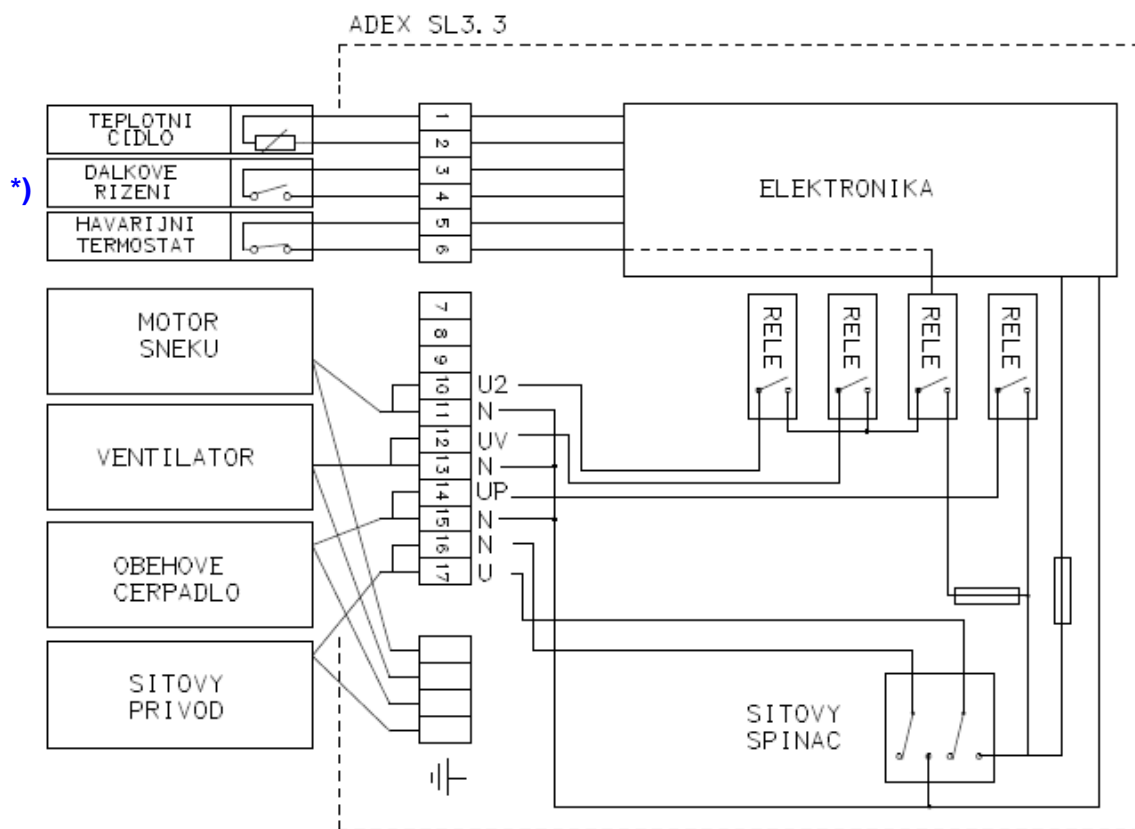 ADEX SL3.3
TEPLOTNI
CIDLO
*)
DALKOVE
RIZENI
HAVARIJNI
TERMOSTAT
1
2
3
4
5
6
ELEKTRONIKA
MOTOR
SNEKU
VENTILATOR
OBEHOVE
CERPADLO
SITOVY
PRIVOD
7
8
9
10 U2
11 N
12 UV
13 N
14 UP
15 N
16 N
17 U
RELE
RELE
RELE
RELE
SITOVY
SPINAC